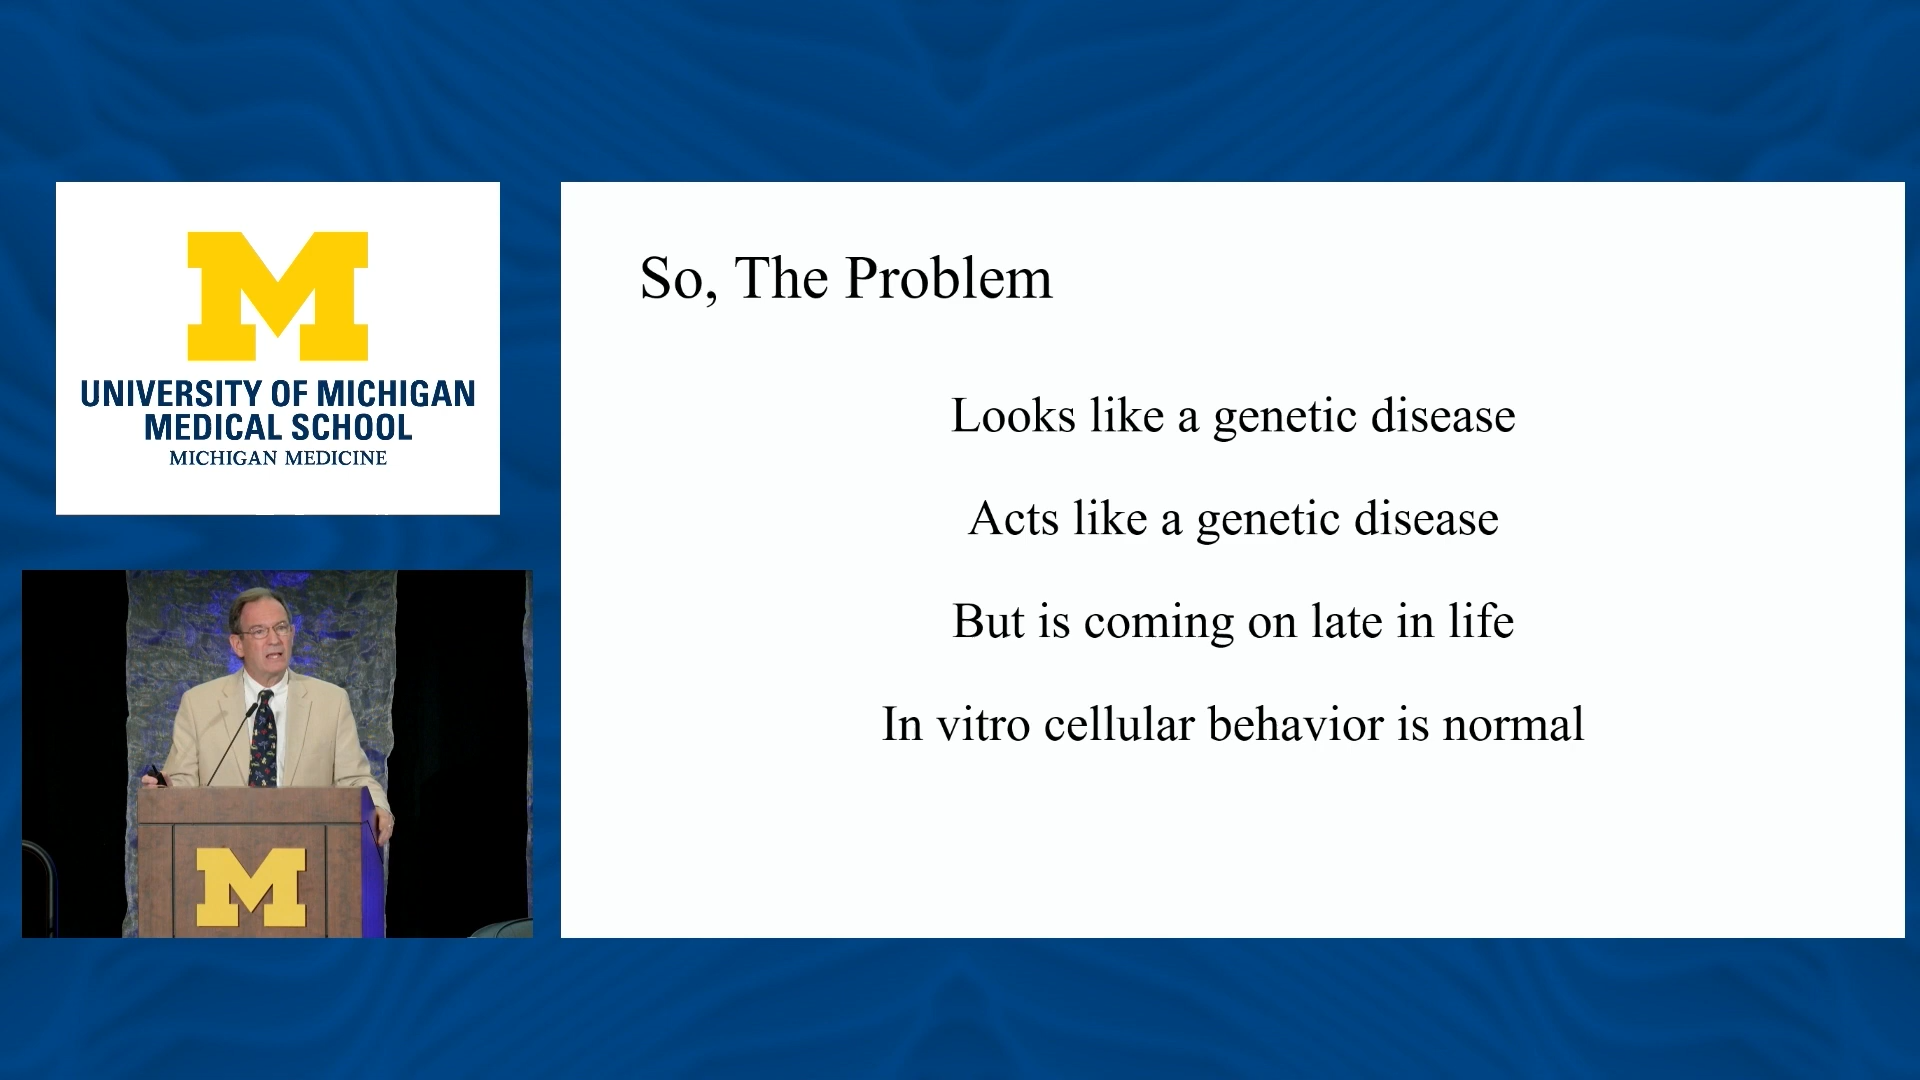 M
UNIVERSITY OF MICHIGAN
MEDICAL SCHOOL
MICHIGAN MEDICINE
So, The Problem
Looks like a genetic disease
Acts like a genetic disease
But is coming on late in life
In vitro cellular behavior is normal
M